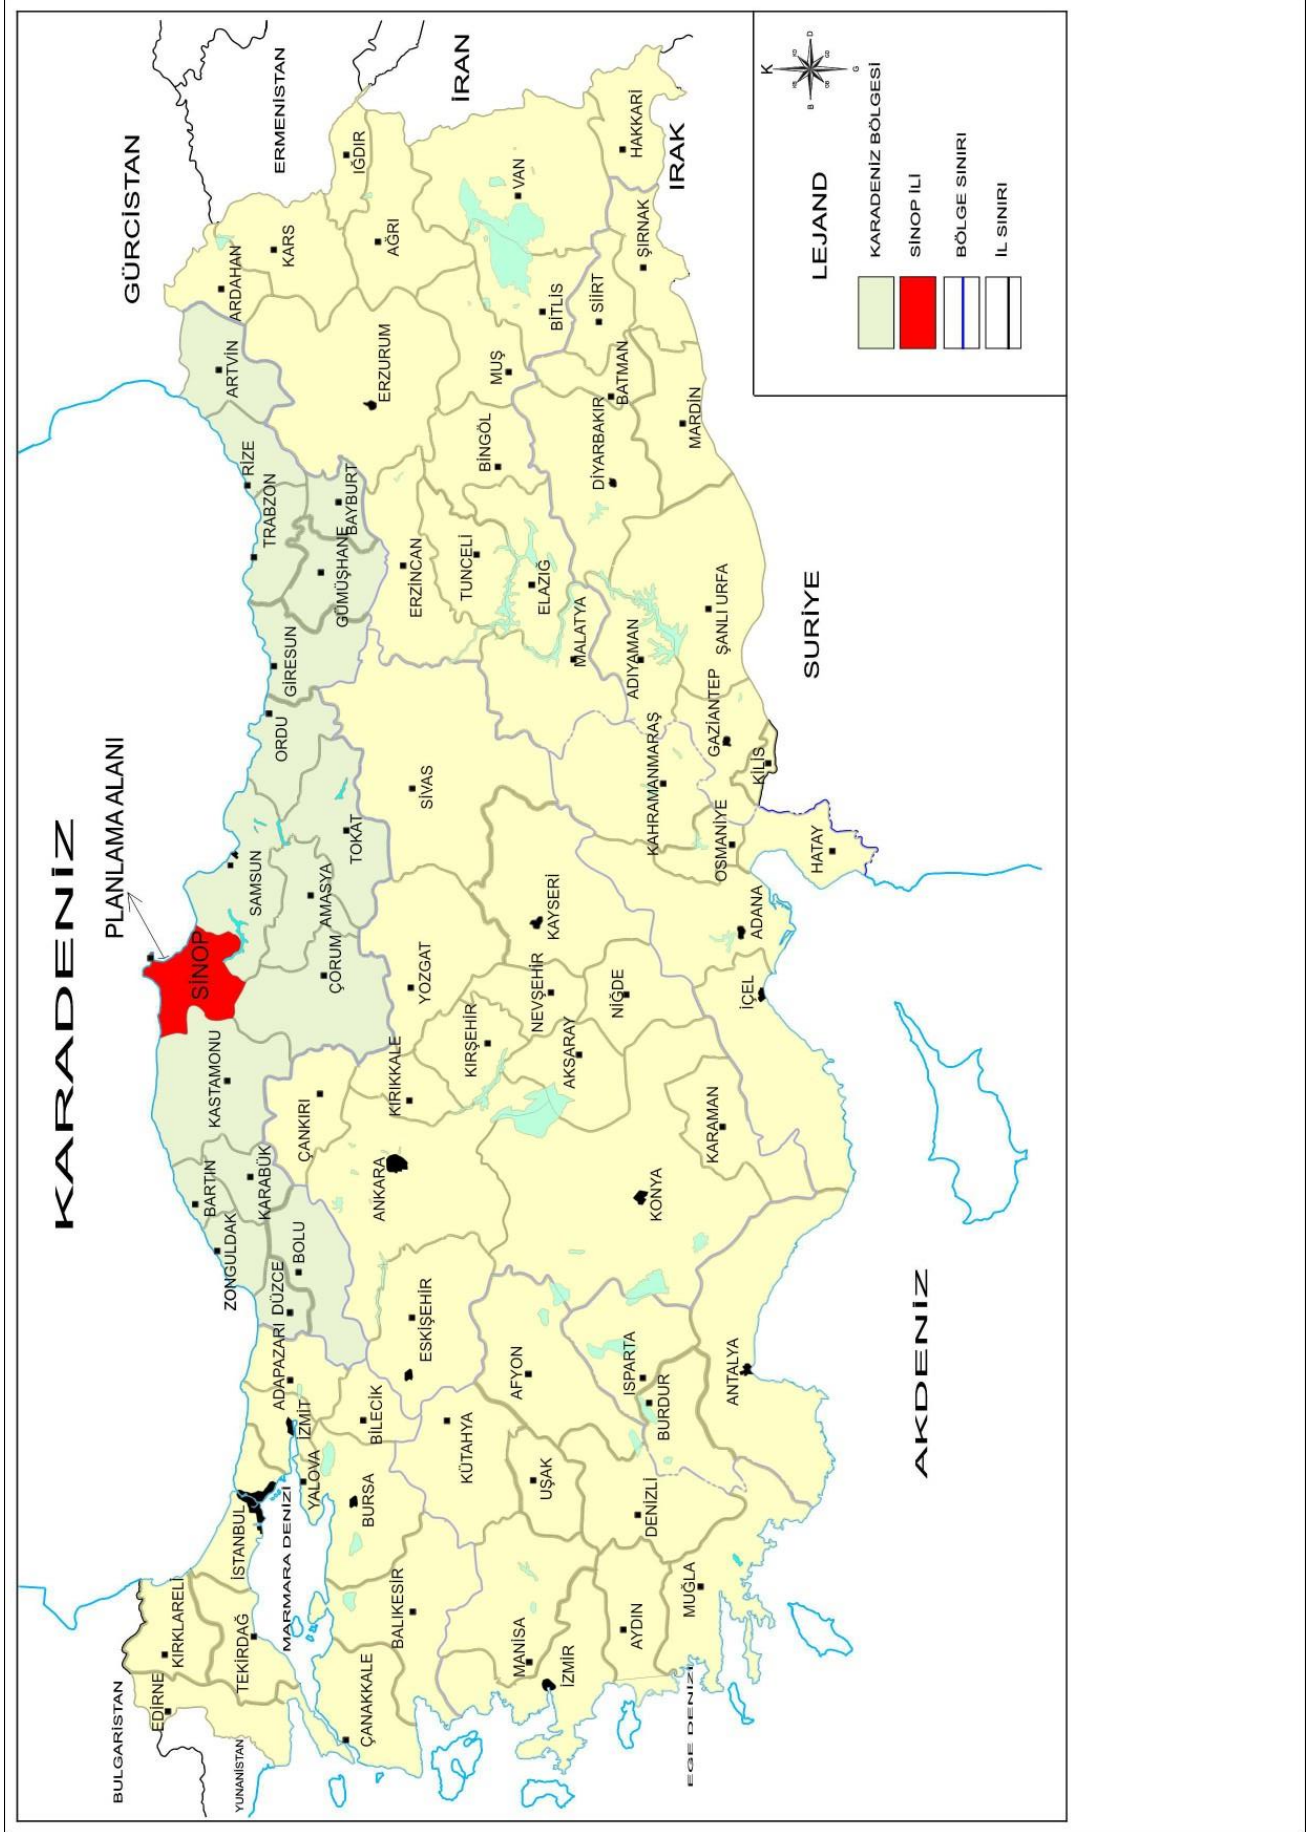 KARADENİZ
PLANLAMA ALANI
BULGARİSTAN
YUNANİSTAN
GÜRCİSTAN
ERMENİSTAN
İRAN
IRAK
SURİYE
AKDENİZ
EGE DENİZİ
MARMARA DENİZİ
EDİRNE
KIRKLARELİ
TEKİRDAĞ
İSTANBUL
ÇANAKKALE
BALIKESİR
BURSA
YALOVA
İZMİT
ADAPAZARI
DÜZCE
BOLU
ZONGULDAK
BARTIN
KARABÜK
KASTAMONU
SİNOP
SAMSUN
ÇORUM
AMASYA
TOKAT
ORDU
GİRESUN
GÜMÜŞHANE
TRABZON
BAYBURT
RİZE
ARTVİN
ARDAHAN
KARS
IĞDIR
AĞRI
ERZURUM
ERZİNCAN
SİVAS
YOZGAT
KIRIKKALE
ÇANKIRI
ANKARA
ESKİŞEHİR
BİLECİK
KÜTAHYA
AFYON
UŞAK
MANİSA
İZMİR
AYDIN
MUĞLA
DENİZLİ
BURDUR
ISPARTA
ANTALYA
KONYA
KARAMAN
AKSARAY
KIRŞEHİR
NEVŞEHİR
NİĞDE
KAYSERİ
İÇEL
ADANA
OSMANİYE
HATAY
KAHRAMANMARAŞ
KİLİS
GAZİANTEP
ADIYAMAN
ŞANLI URFA
MALATYA
ELAZIĞ
TUNCELİ
BİNGÖL
MUŞ
DİYARBAKIR
BATMAN
MARDİN
BİTLİS
SİİRT
ŞIRNAK
VAN
HAKKARİ
LEJAND
KARADENİZ BÖLGESİ
SİNOP İLİ
BÖLGE SINIRI
İL SINIRI
K
D
G
B